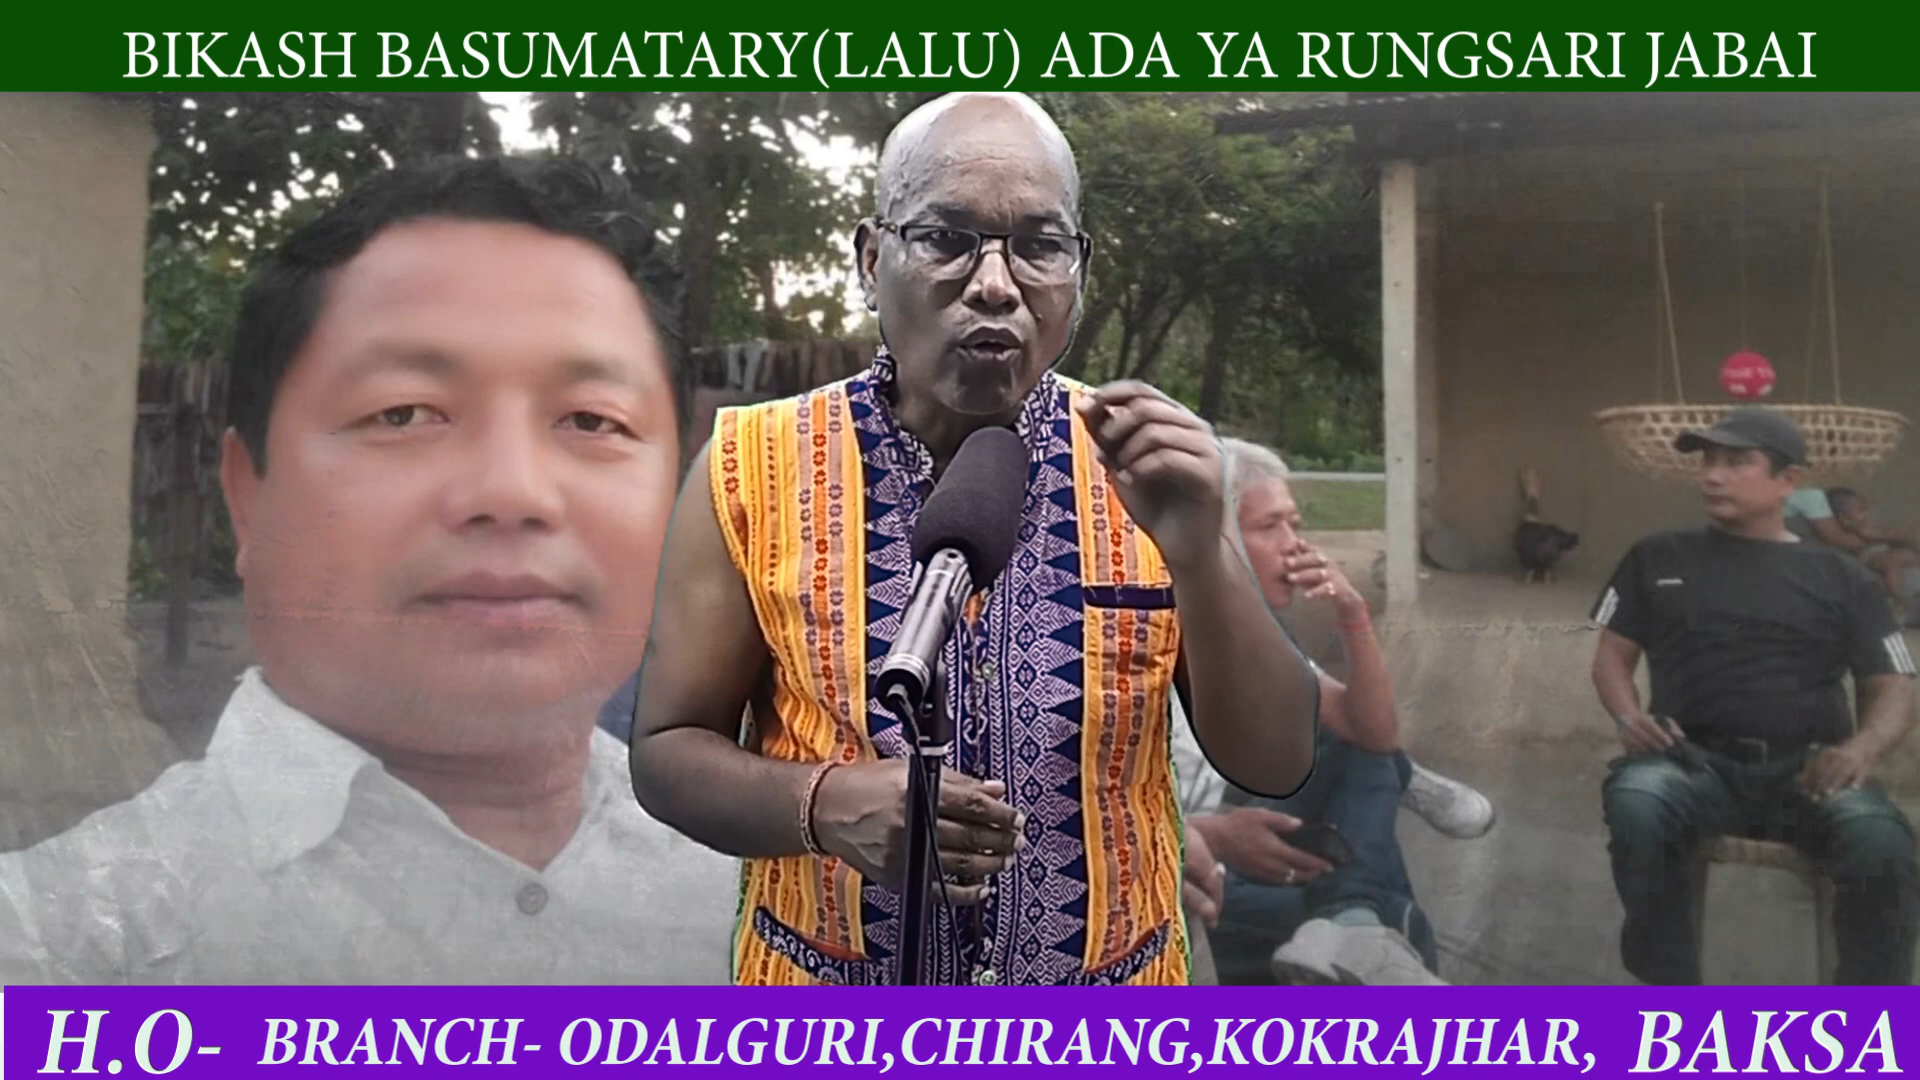 BIKASH BASUMATARY(LALU) ADA YA RUNGSARI JABAI
H.O- BRANCH- ODALGURI,CHIRANG,KOKRAJHAR, BAKSA